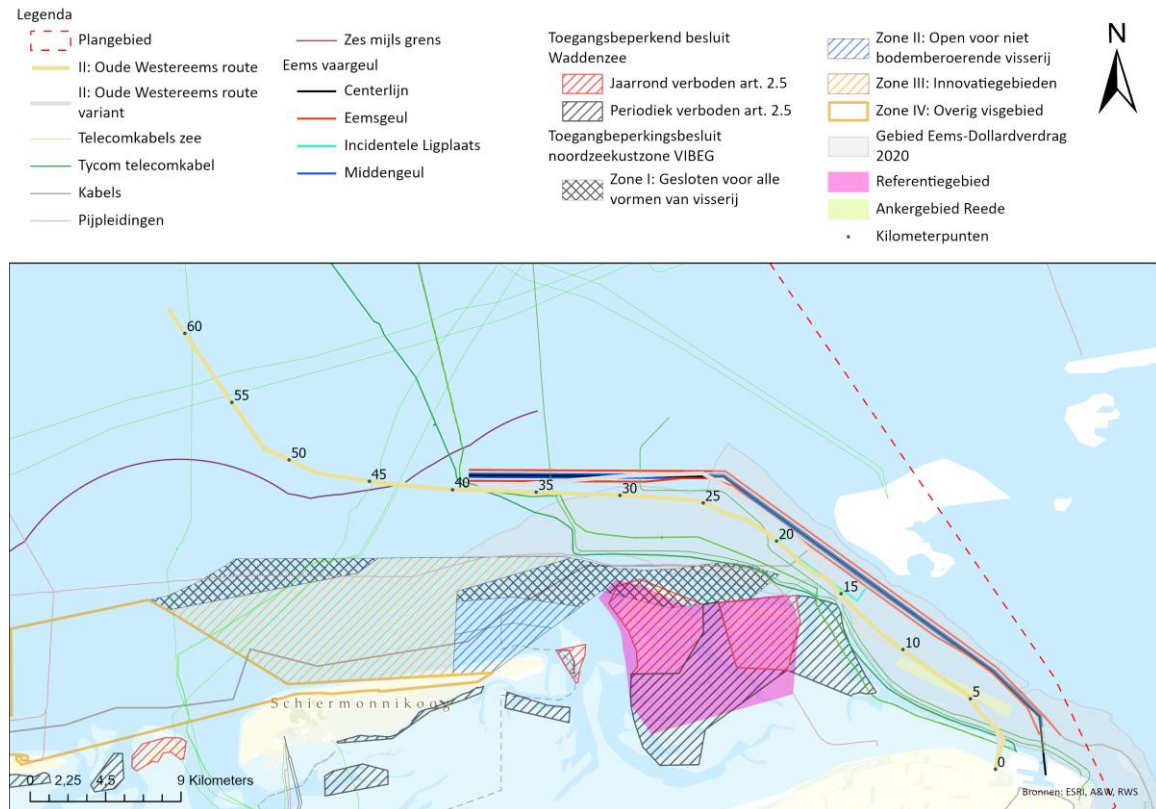 Legenda
Plangebied
II: Oude Westereems route
II: Oude Westereems route
variant
Telecomkabels zee
Tycom telecomkabel
Kabels
Pijpleidingen
Zes mijls grens
Eems vaargeul
Centerlijn
Eemsgeul
Incidentele Ligplaats
Middengeul
Toegangsbeperkend besluit
Waddenzee
Jaarrond verboden art. 2.5
Periodiek verboden art. 2.5
Toegangbeperkingsbesluit
noordzeekustzone VIBEG
Zone I: Gesloten voor alle
vormen van visserij
Zone II: Open voor niet
bodemberoerende visserij
Zone III: Innovatiegebieden
Zone IV: Overig visgebied
Gebied Eems-Dollardverdrag
2020
Referentiegebied
Ankergebied Reede
Kilometerpunten
N
60
55
50
45
40
35
30
25
20
15
10
5
0
Schiermonnikoog
0 2,25 4,5 9 Kilometers
Bronnen: ESRI, A&W, RWS